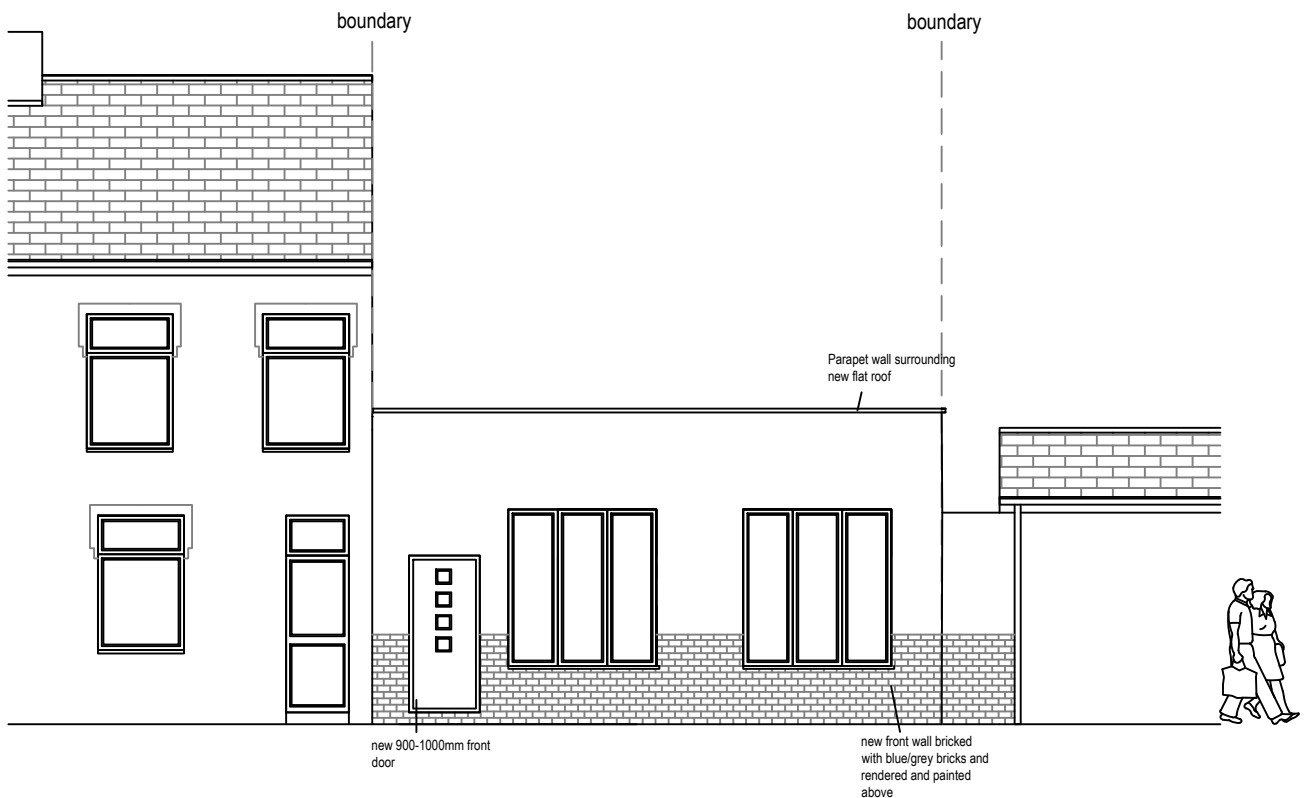 boundary
boundary
Parapet wall surrounding
new flat roof
new 900-1000mm front
door
new front wall bricked
with blue/grey bricks and
rendered and painted
above